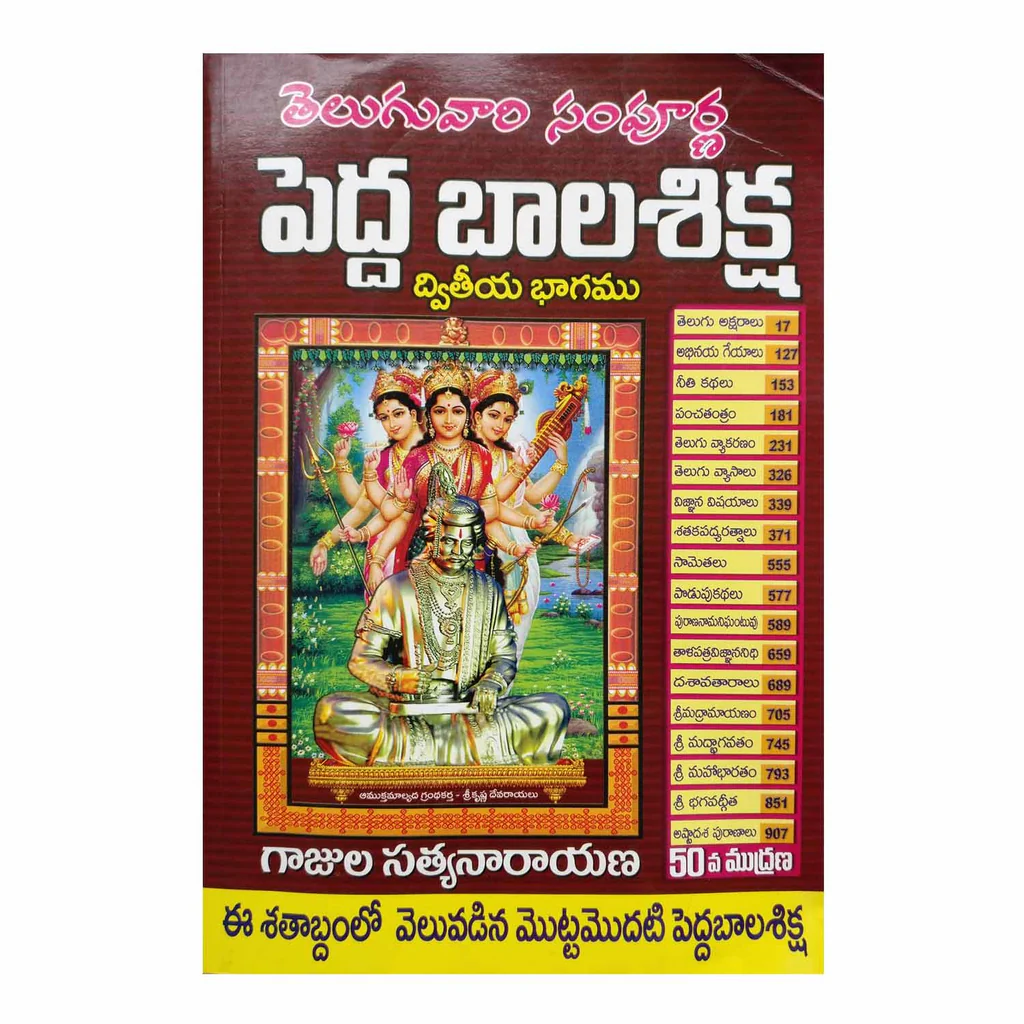 తెలుగువారి సంపూర్ణ
పెద్ద బాలశిక్ష
ద్వితీయ భాగము
తెలుగు అక్షరాలు 17
అభినయ గేయాలు 127
నీతి కథలు 153
పంచతంత్రం 181
తెలుగు వ్యాకరణం 231
తెలుగు వ్యాసాలు 326
విజ్ఞాన విషయాలు 339
శతకపద్యరత్నాలు 371
సామెతలు 555
పొడుపుకథలు 577
పురాణనామనిఘంటువు 589
తాళపత్రవిజ్ఞాననిధి 659
దశావతారాలు 689
శ్రీమద్రామాయణం 705
శ్రీ మద్భాగవతం 745
శ్రీ మహాభారతం 793
శ్రీ భగవద్గీత 851
అష్టాదశ పురాణాలు 907
ఆముక్తమాల్యద గ్రంథకర్త - శ్రీకృష్ణ దేవరాయలు
గాజుల సత్యనారాయణ
50 వ ముద్రణ
ఈ శతాబ్దంలో వెలువడిన మొట్టమొదటి పెద్దబాలశిక్ష